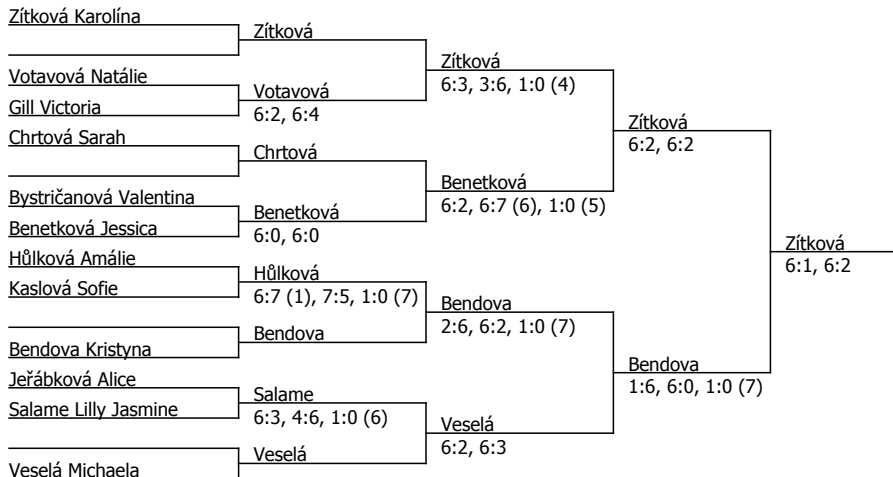 Zítková Karolína
Votavová Natálie
Gill Victoria
Chrtová Sarah
Bystričanová Valentina
Benetková Jessica
Hůlková Amálie
Kaslová Sofie
Bendova Kristyna
Jeřábková Alice
Salame Lilly Jasmine
Veselá Michaela
Zítková
Votavová
6:2, 6:4
Chrtová
Benetková
6:0, 6:0
Hůlková
6:7 (1), 7:5, 1:0 (7)
Bendova
Salame
6:3, 4:6, 1:0 (6)
Veselá
Zítková
6:3, 3:6, 1:0 (4)
Benetková
6:2, 6:7 (6), 1:0 (5)
Bendova
2:6, 6:2, 1:0 (7)
Veselá
6:2, 6:3
Zítková
6:2, 6:2
Bendova
1:6, 6:0, 1:0 (7)
Zítková
6:1, 6:2